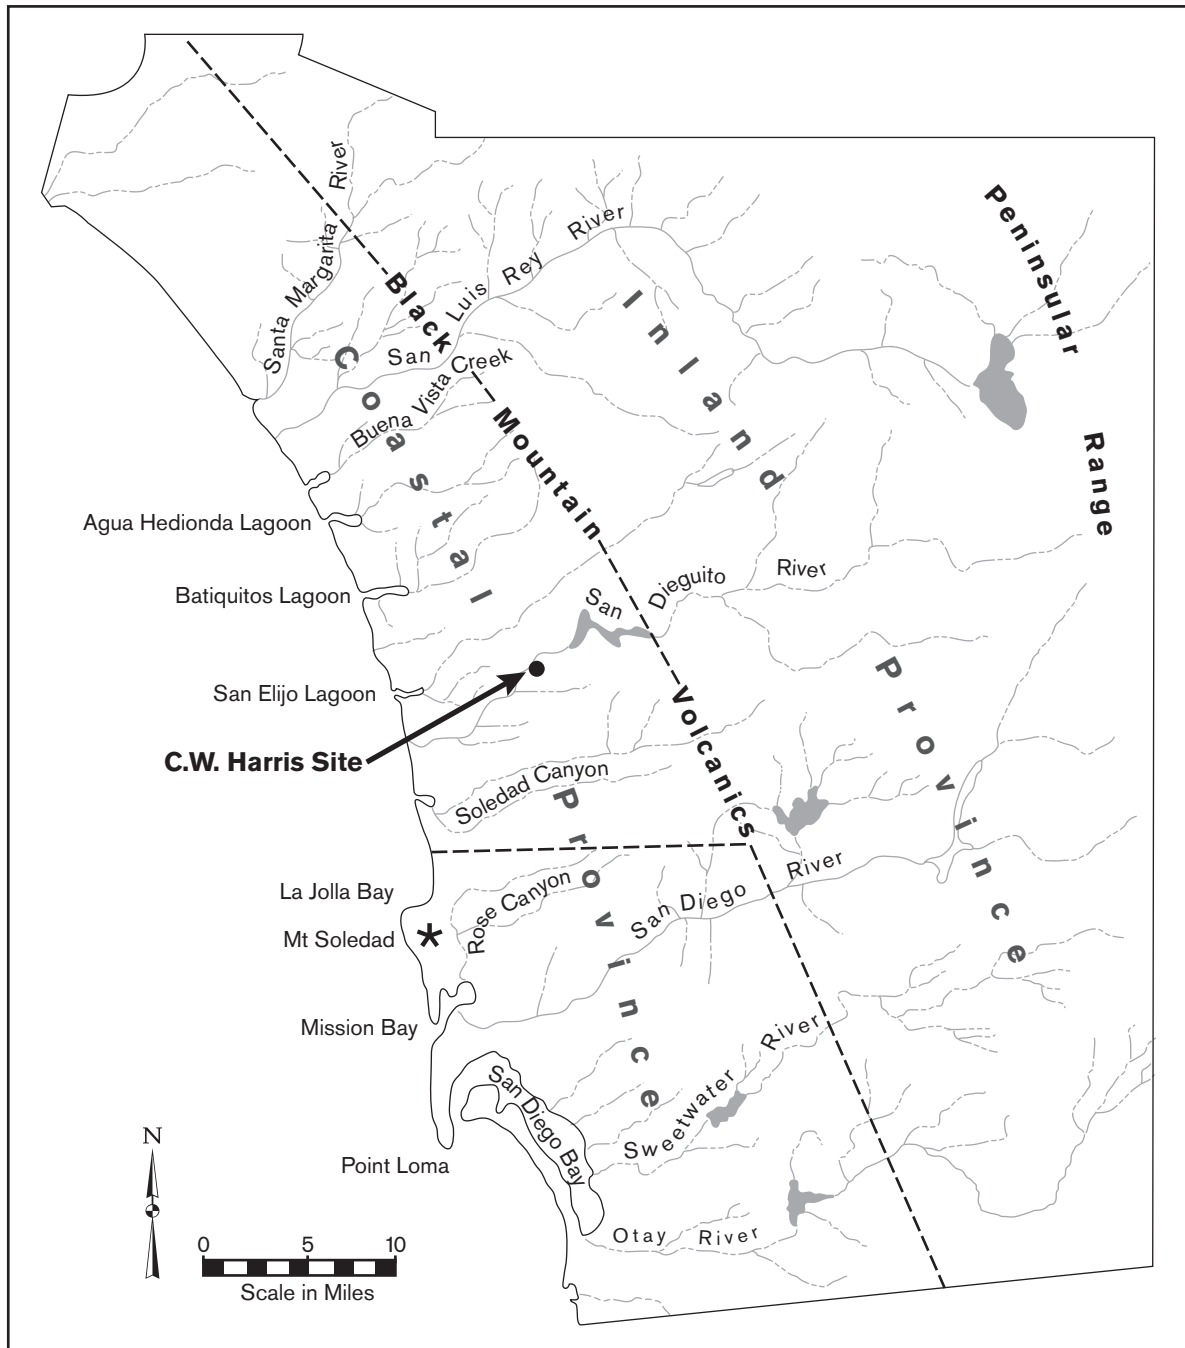 Santa Margarita River
San Luis Rey River
Buena Vista Creek
Black Mountain Volcanics
Peninsular Range
Coastal Province
Inland Province
Agua Hedionda Lagoon
Batiquitos Lagoon
San Dieguito River
San Elijo Lagoon
C.W. Harris Site
Soledad Canyon
La Jolla Bay
Rose Canyon
San Diego River
Mt Soledad
Mission Bay
San Diego Bay
Sweetwater River
Point Loma
Otay River
N
0 5 10
Scale in Miles